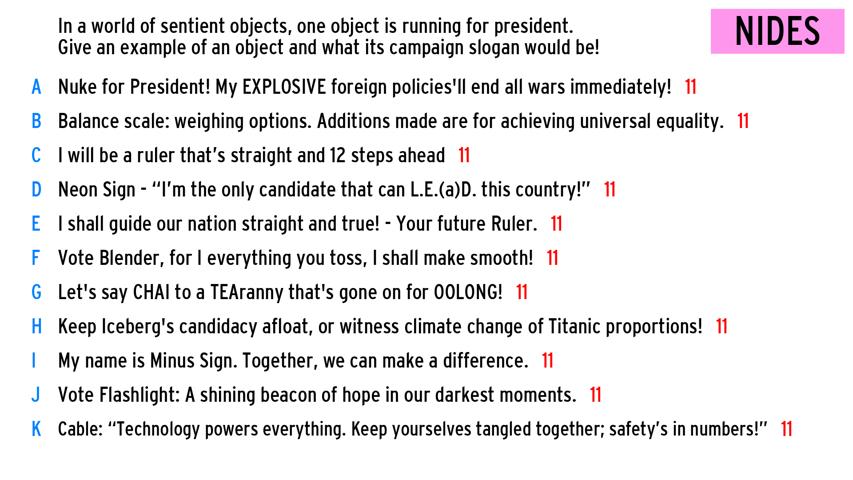 In a world of sentient objects, one object is running for president.
Give an example of an object and what its campaign slogan would be!
NIDES
A Nuke for President! My EXPLOSIVE foreign policies'll end all wars immediately! 11
B Balance scale: weighing options. Additions made are for achieving universal equality. 11
C I will be a ruler that's straight and 12 steps ahead 11
D Neon Sign - “I'm the only candidate that can L.E.(a)D. this country!” 11
E I shall guide our nation straight and true! - Your future Ruler. 11
F Vote Blender, for I everything you toss, I shall make smooth! 11
G Let's say CHAI to a TEAranny that's gone on for OOLONG! 11
H Keep Iceberg's candidacy afloat, or witness climate change of Titanic proportions! 11
I My name is Minus Sign. Together, we can make a difference. 11
J Vote Flashlight: A shining beacon of hope in our darkest moments. 11
K Cable: “Technology powers everything. Keep yourselves tangled together; safety's in numbers!” 11